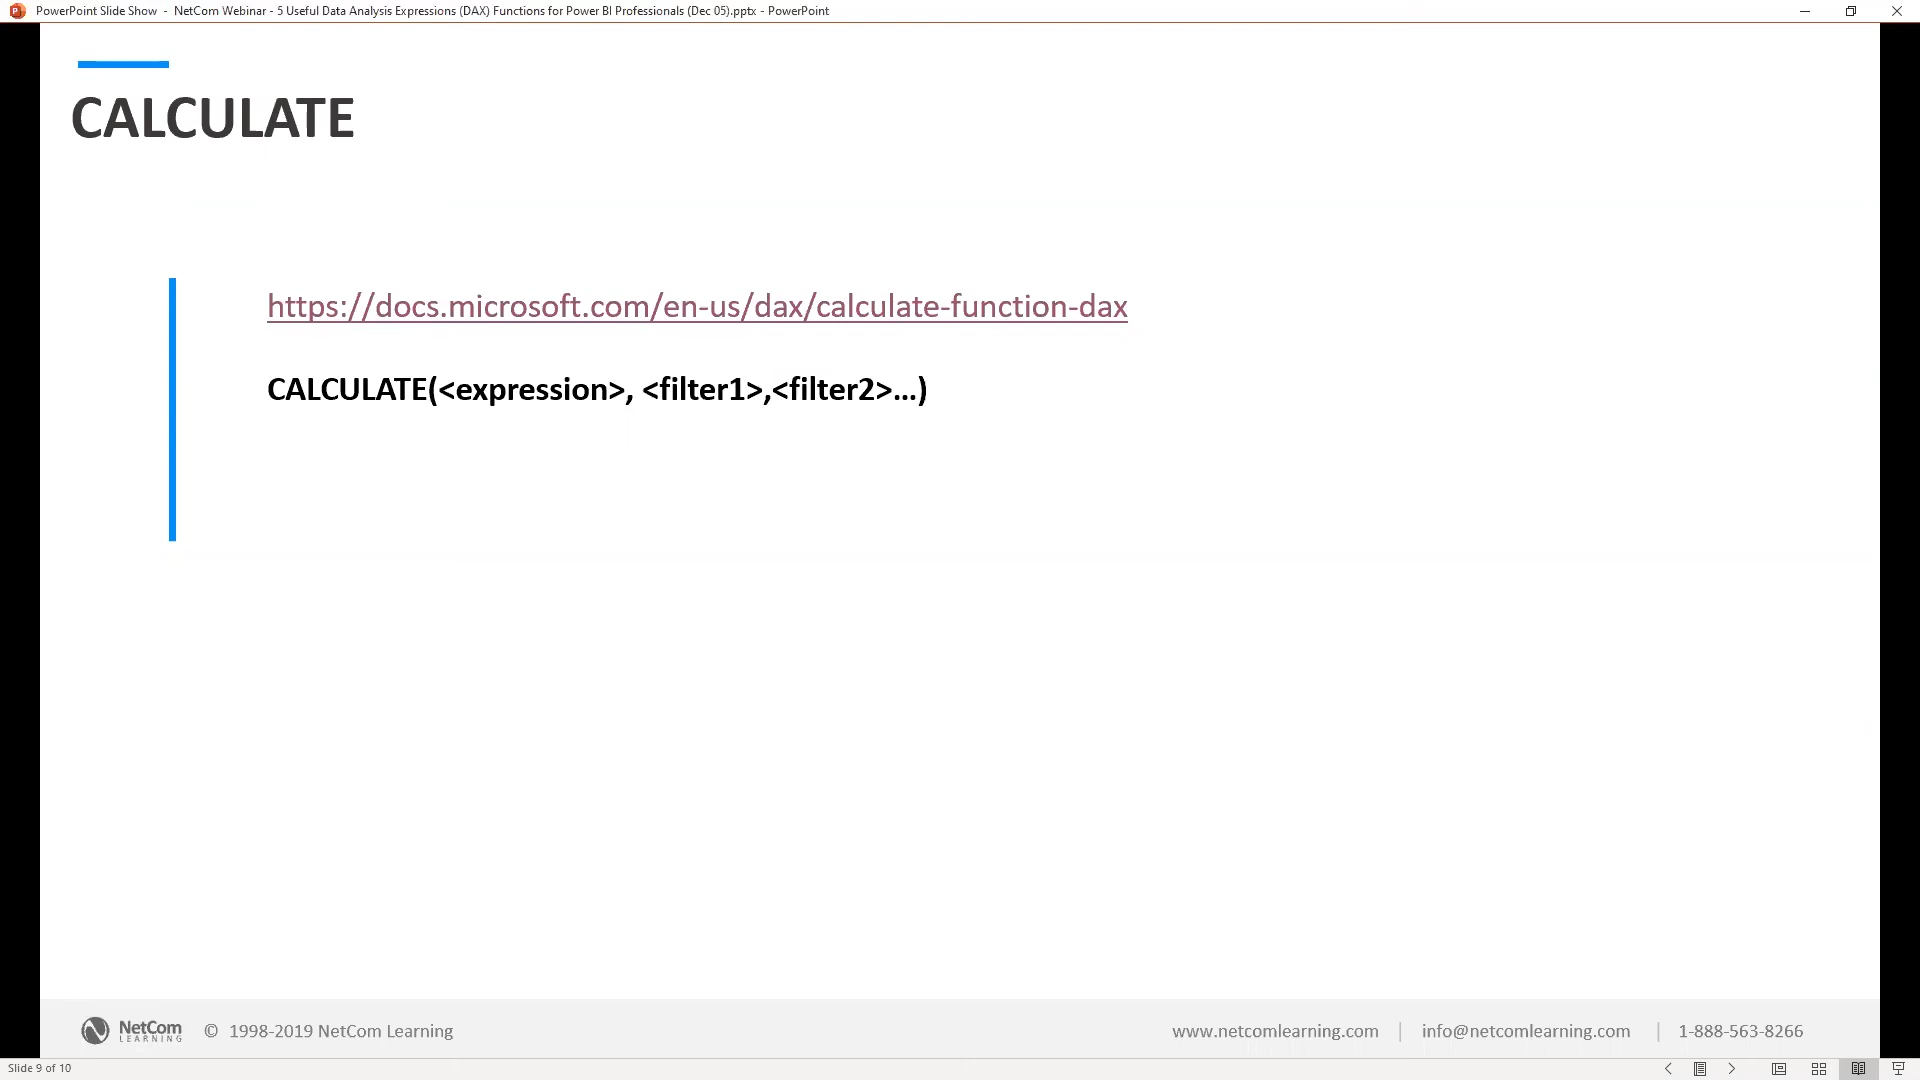 PowerPoint Slide Show - NetCom Webinar - 5 Useful Data Analysis Expressions (DAX) Functions for Power BI Professionals (Dec 05).pptx - PowerPoint
CALCULATE
https://docs.microsoft.com/en-us/dax/calculate-function-dax
CALCULATE(<expression>, <filter1>,<filter2>…)
NetCom
LEARNING
© 1998-2019 NetCom Learning
www.netcomlearning.com | info@netcomlearning.com | 1-888-563-8266
Slide 9 of 10